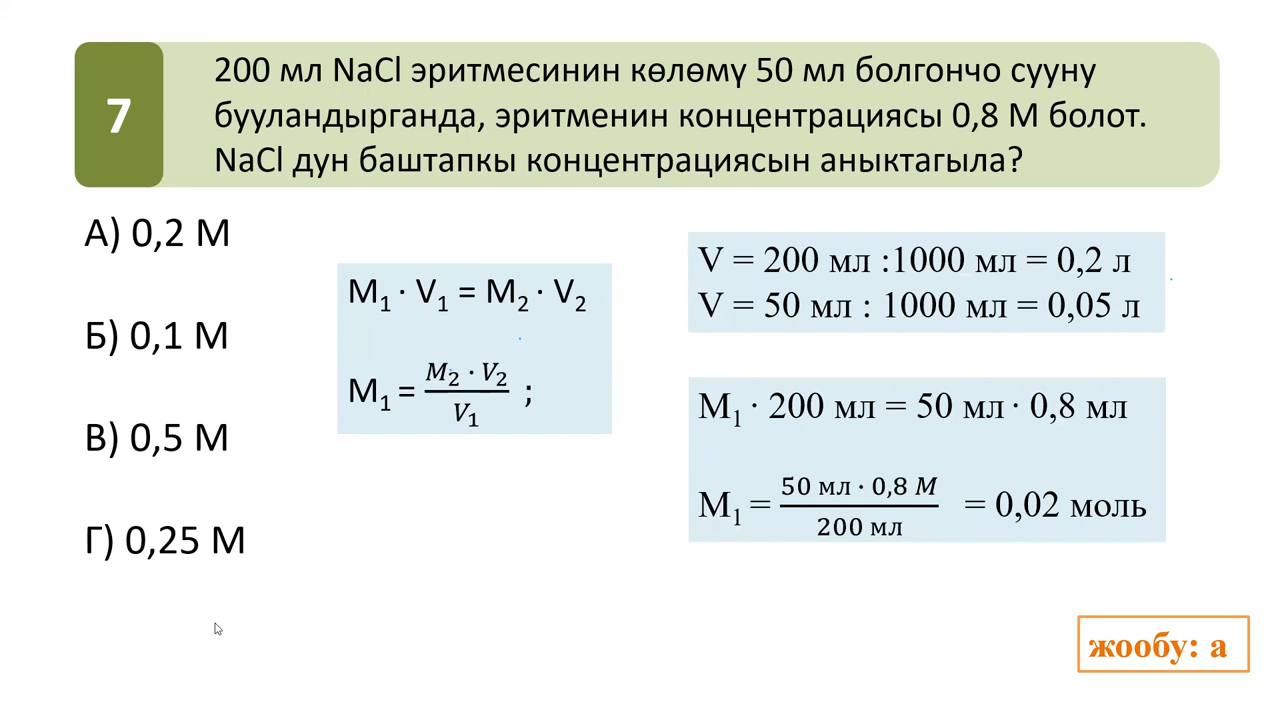 7
200 мл NaCl эритмесинин көлөмү 50 мл болгончо сууну
бууландырганда, эритменин концентрациясы 0,8 М болот.
NaCl дун баштапкы концентрациясын аныктагыла?
А) 0,2 М
Б) 0,1 М
В) 0,5 М
Г) 0,25 М
M₁ · V₁ = M₂ · V₂
M₁ = \frac{M₂ · V₂}{V₁} ;
V = 200 мл :1000 мл = 0,2 л
V = 50 мл : 1000 мл = 0,05 л
M₁ · 200 мл = 50 мл · 0,8 мл
M₁ = \frac{50 мл · 0,8 М}{200 мл} = 0,02 моль
жообу: а